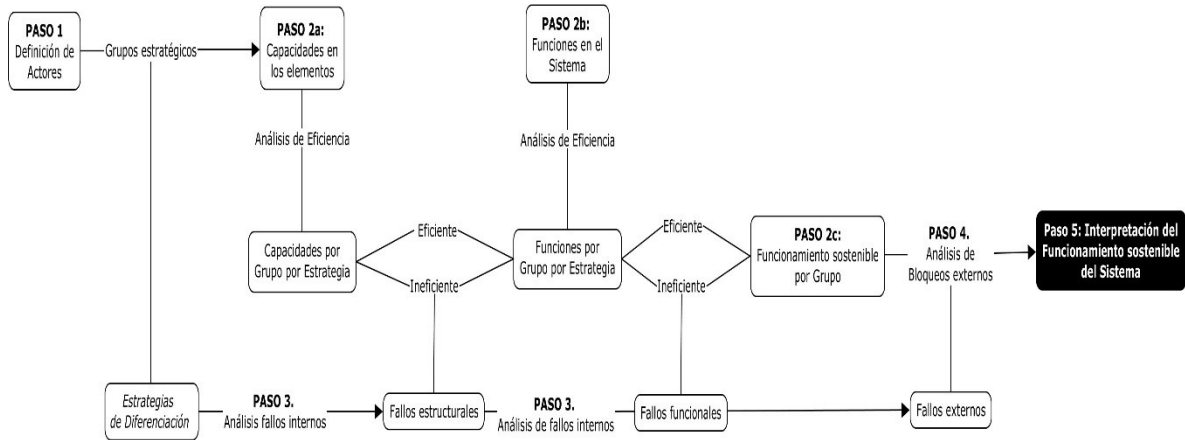 PASO 1
Definición de
Actores
Grupos estratégicos
PASO 2a:
Capacidades en
los elementos
PASO 2b:
Funciones en el
Sistema
Análisis de Eficiencia
Análisis de Eficiencia
Capacidades por
Grupo por Estrategia
Eficiente
Ineficiente
Funciones por
Grupo por Estrategia
Eficiente
Ineficiente
PASO 2c:
Funcionamiento sostenible
por Grupo
PASO 4.
Análisis de
Bloqueos externos
Paso 5: Interpretación del
Funcionamiento sostenible
del Sistema
Estrategias
de Diferenciación
PASO 3.
Análisis fallos internos
Fallos estructurales
PASO 3.
Análisis de fallos internos
Fallos funcionales
Fallos externos